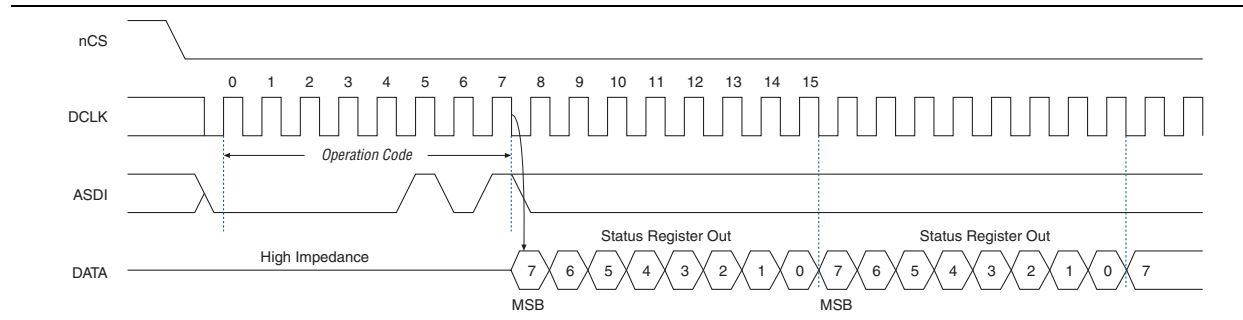 nCS
0 1 2 3 4 5 6 7 8 9 10 11 12 13 14 15
DCLK
Operation Code
ASDI
Status Register Out Status Register Out
High Impedance
DATA 7 6 5 4 3 2 1 0 7 6 5 4 3 2 1 0 7
MSB MSB